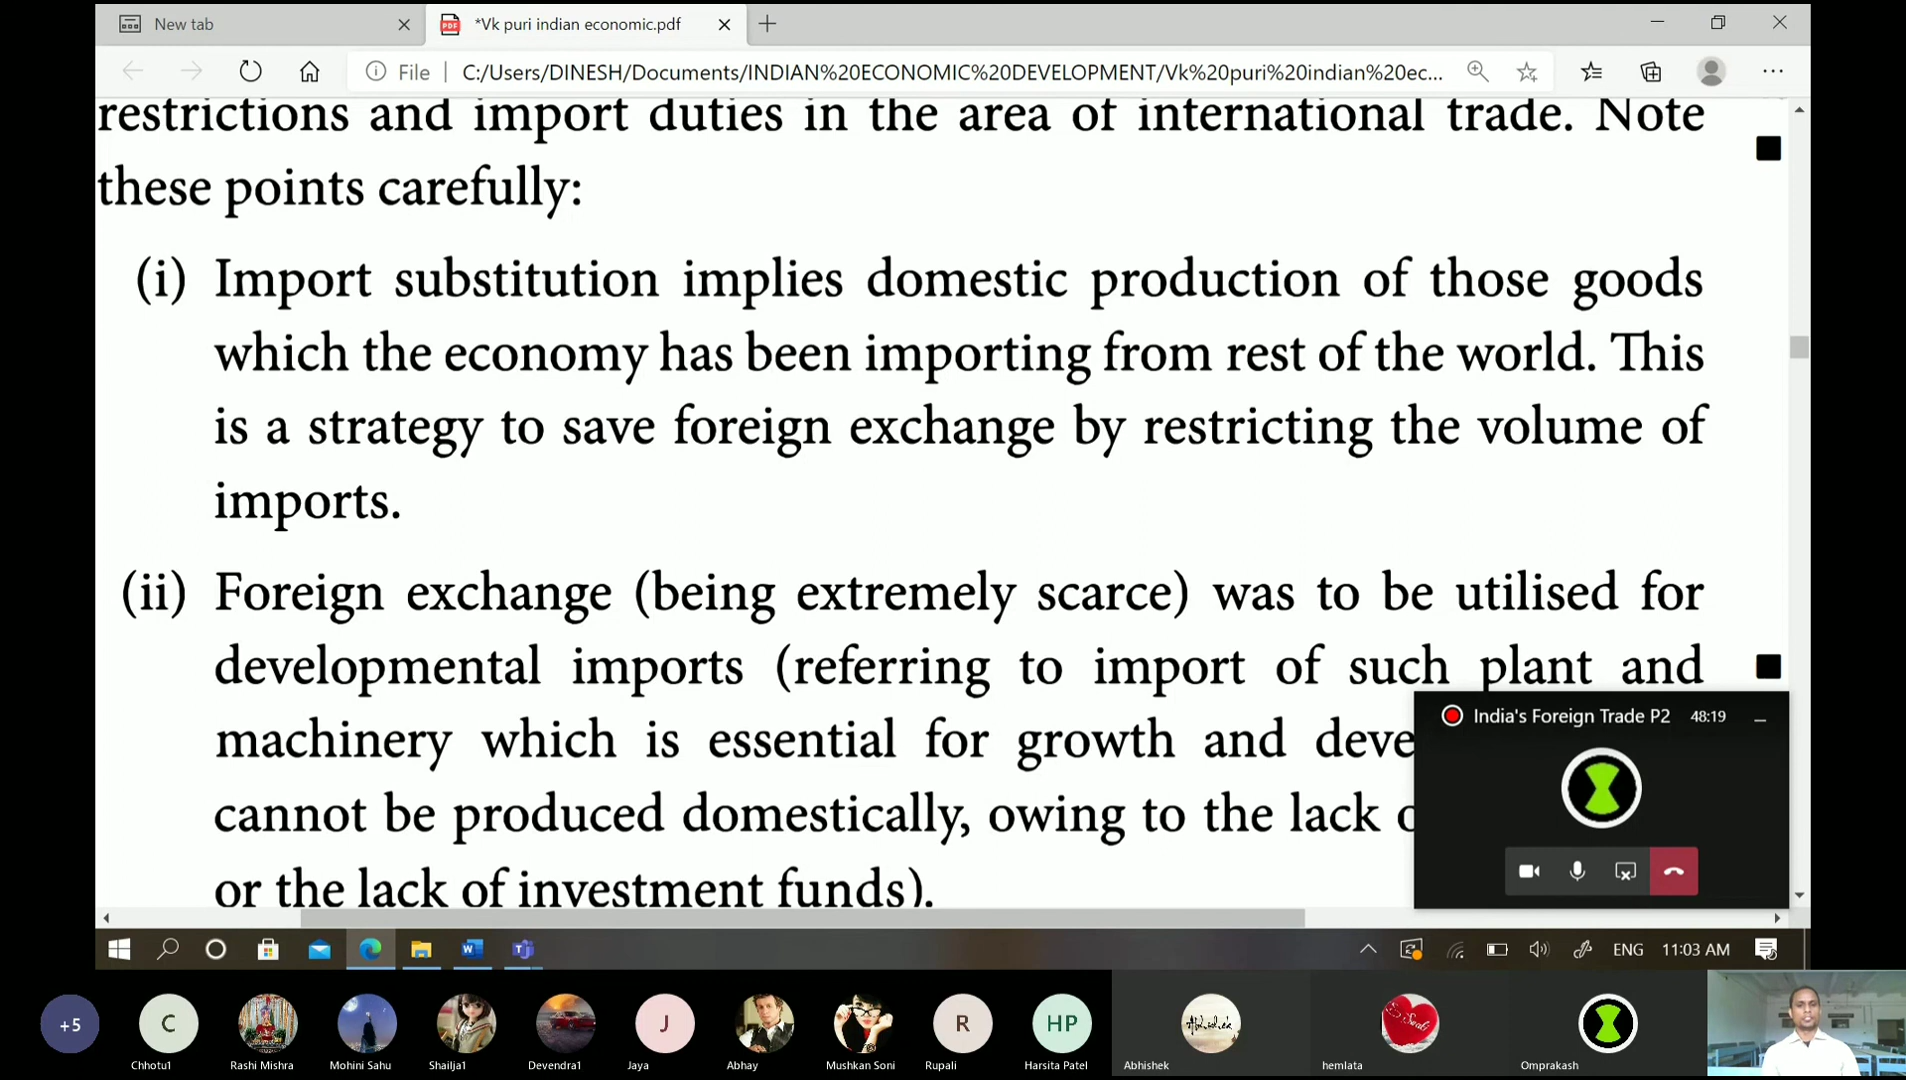 New tab
*Vk puri indian economic.pdf
File
C:/Users/DINESH/Documents/INDIAN%20ECONOMIC%20DEVELOPMENT/Vk%20puri%20indian%20ec...
restrictions and import duties in the area of international trade. Note
these points carefully:
(i) Import substitution implies domestic production of those goods
which the economy has been importing from rest of the world. This
is a strategy to save foreign exchange by restricting the volume of
imports.
(ii) Foreign exchange (being extremely scarce) was to be utilised for
developmental imports (referring to import of such plant and
machinery which is essential for growth and deve
cannot be produced domestically, owing to the lack o
or the lack of investment funds).
India's Foreign Trade P2 48:19
ENG 11:03 AM
+5
C
J
R
HP
Chhotu1
Rashi Mishra
Mohini Sahu
Shailja1
Devendra1
Jaya
Abhay
Mushkan Soni
Rupali
Harsita Patel
Abhishek
hemlata
Omprakash